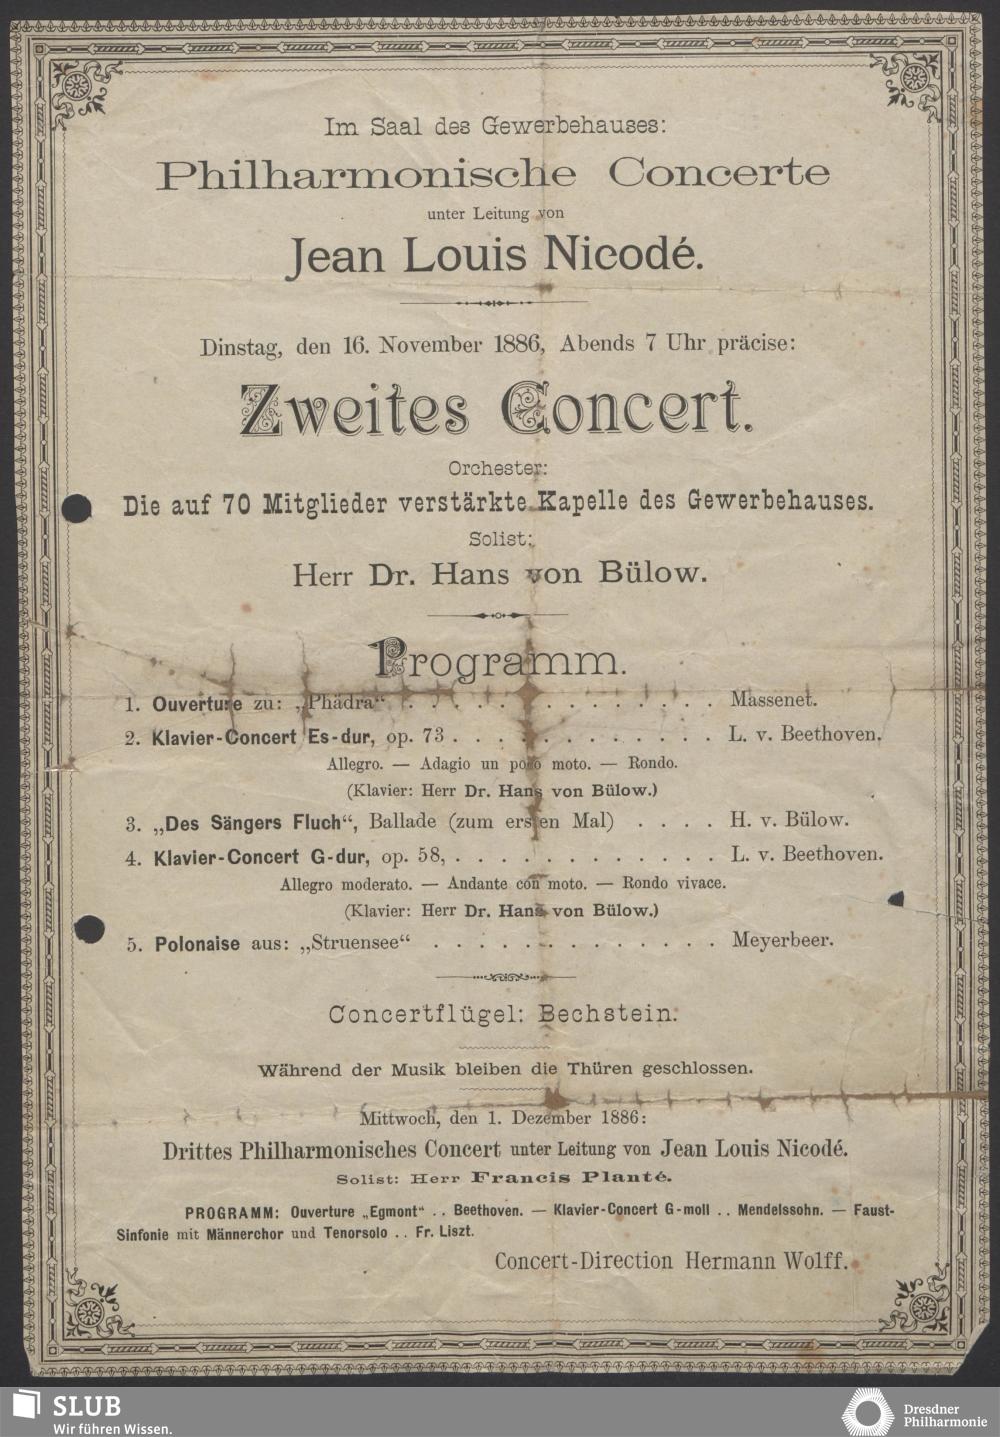 Im Saal des Gewerbehauses:
Philharmonische Concerte
unter Leitung von
Jean Louis Nicodé.
Dinstag, den 16. November 1886, Abends 7 Uhr präcise:
Zweites Concert.
Orchester:
Die auf 70 Mitglieder verstärkte Kapelle des Gewerbehauses.
Solist:
Herr Dr. Hans von Bülow.
Programm.
1. Ouverture zu: „Phädra“ . . . . . . . . . . . . . . Massenet.
2. Klavier-Concert Es-dur, op. 73 . . . . . . . . . . . . L. v. Beethoven.
Allegro. — Adagio un poco moto. — Rondo.
(Klavier: Herr Dr. Hans von Bülow.)
3. „Des Sängers Fluch“, Ballade (zum ersten Mal) . . . . H. v. Bülow.
4. Klavier-Concert G-dur, op. 58, . . . . . . . . . . . . L. v. Beethoven.
Allegro moderato. — Andante con moto. — Rondo vivace.
(Klavier: Herr Dr. Hans von Bülow.)
5. Polonaise aus: „Struensee“ . . . . . . . . . . . . . Meyerbeer.
Concertflügel: Bechstein.
Während der Musik bleiben die Thüren geschlossen.
Mittwoch, den 1. Dezember 1886:
Drittes Philharmonisches Concert unter Leitung von Jean Louis Nicodé.
Solist: Herr Francis Planté.
PROGRAMM: Ouverture „Egmont“ . . Beethoven. — Klavier-Concert G-moll . . Mendelssohn. — Faust-
Sinfonie mit Männerchor und Tenorsolo . . Fr. Liszt.
Concert-Direction Hermann Wolff.
SLUB
Wir führen Wissen.
Dresdner
Philharmonie